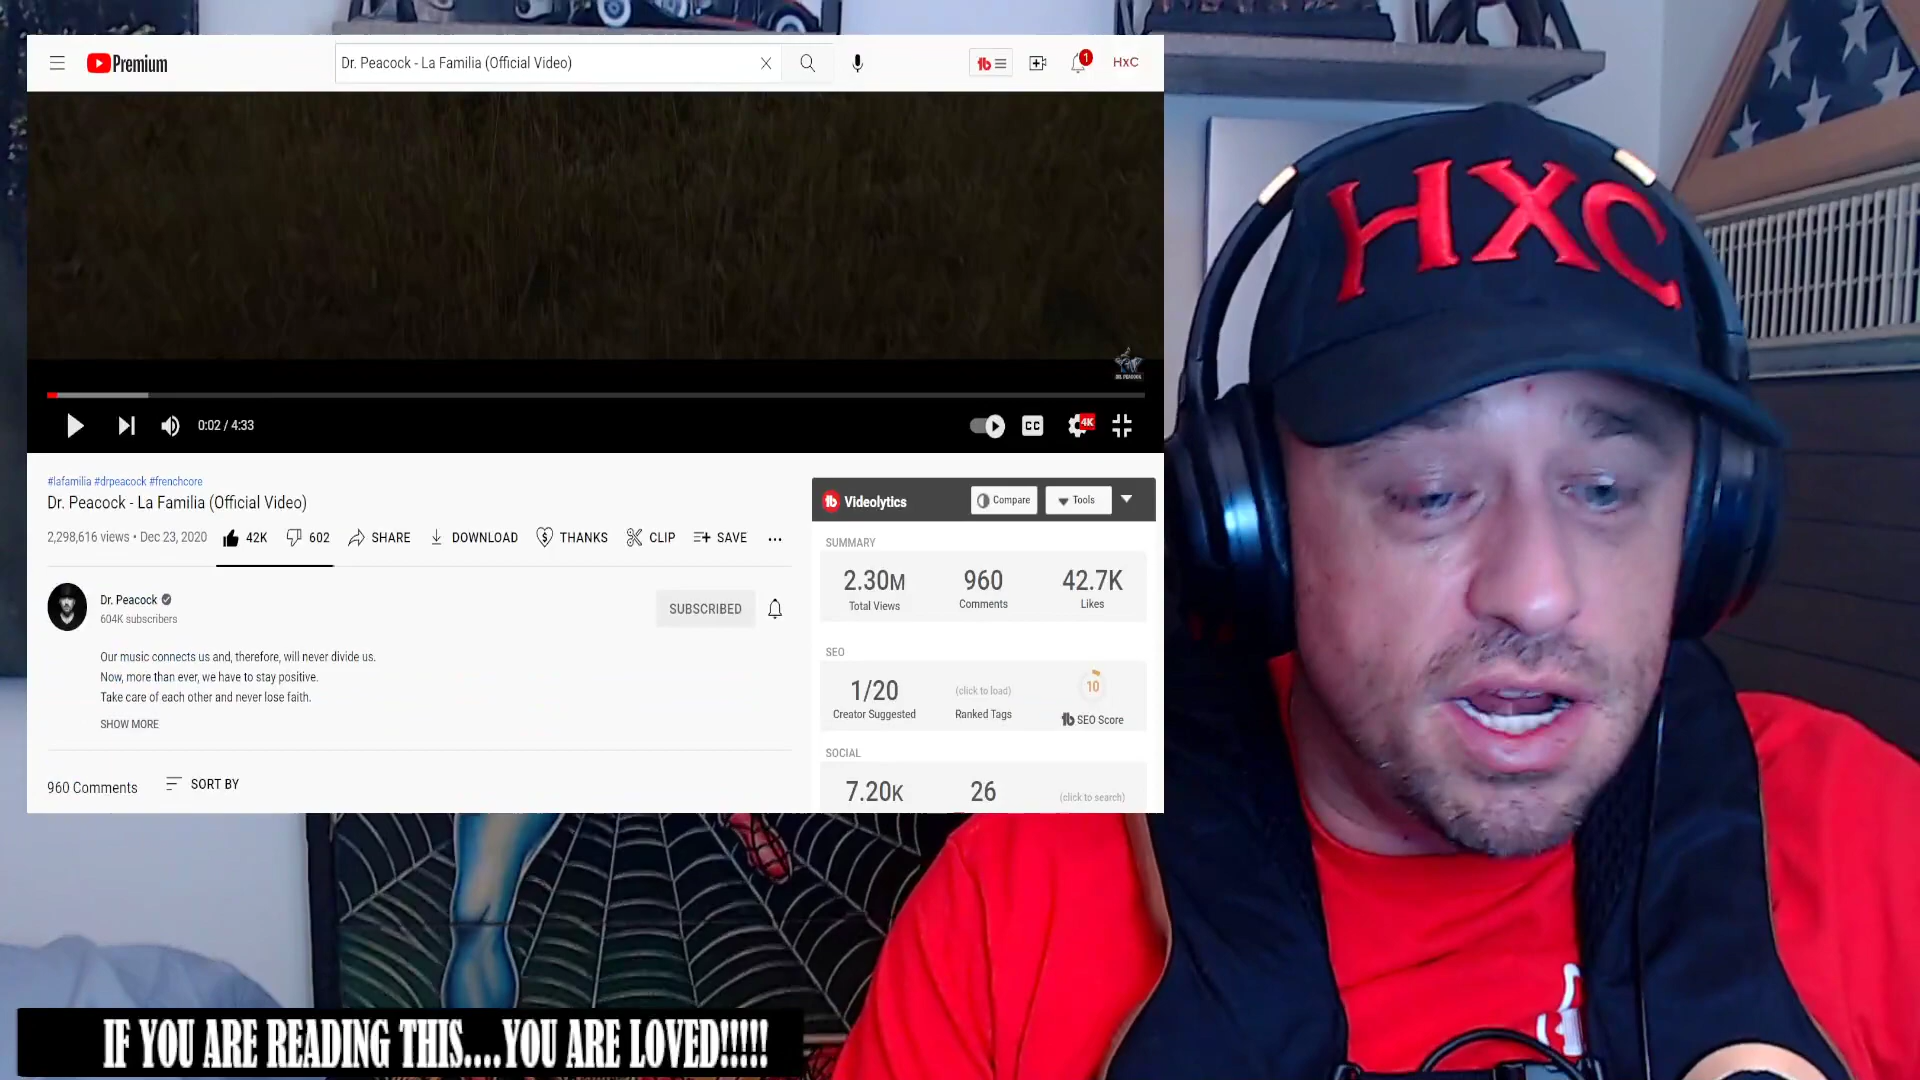 Premium
Dr. Peacock - La Familia (Official Video)
1
HxC
HXC
DR. PEACOCK
0:02 / 4:33
CC
4K
#lafamilia #drpeacock #frenchcore
Dr. Peacock - La Familia (Official Video)
2,298,616 views • Dec 23, 2020
42K
602
SHARE
DOWNLOAD
THANKS
CLIP
SAVE
Dr. Peacock
604K subscribers
SUBSCRIBED
Our music connects us and, therefore, will never divide us.
Now, more than ever, we have to stay positive.
Take care of each other and never lose faith.
SHOW MORE
960 Comments
SORT BY
Videolytics
Compare
Tools
SUMMARY
2.30M
Total Views
960
Comments
42.7K
Likes
SEO
1/20
Creator Suggested
(click to load)
Ranked Tags
10
SEO Score
SOCIAL
7.20K
26
(click to search)
IF YOU ARE READING THIS....YOU ARE LOVED!!!!!